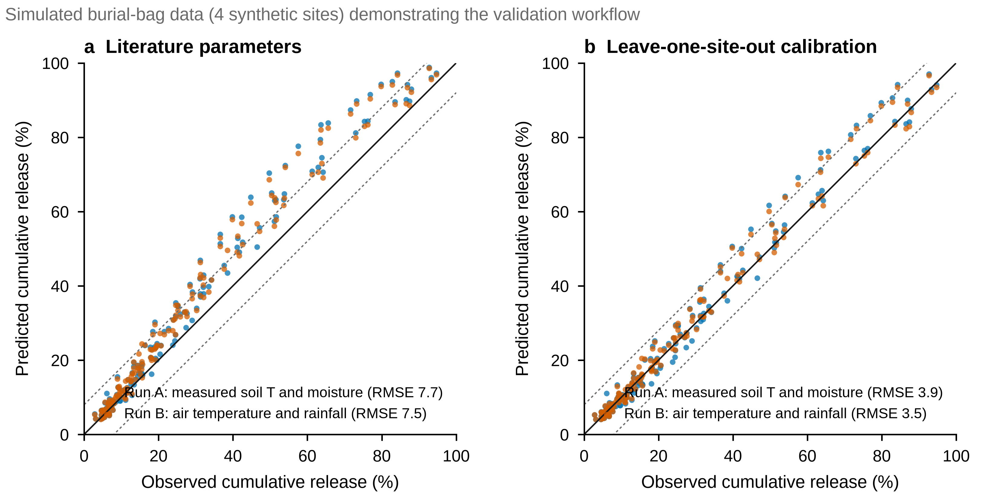 Simulated burial-bag data (4 synthetic sites) demonstrating the validation workflow
a Literature parameters
100
80
60
40
20
0
Predicted cumulative release (%)
Run A: measured soil T and moisture (RMSE 7.7)
Run B: air temperature and rainfall (RMSE 7.5)
0 20 40 60 80 100
Observed cumulative release (%)
b Leave-one-site-out calibration
100
80
60
40
20
0
Predicted cumulative release (%)
Run A: measured soil T and moisture (RMSE 3.9)
Run B: air temperature and rainfall (RMSE 3.5)
0 20 40 60 80 100
Observed cumulative release (%)